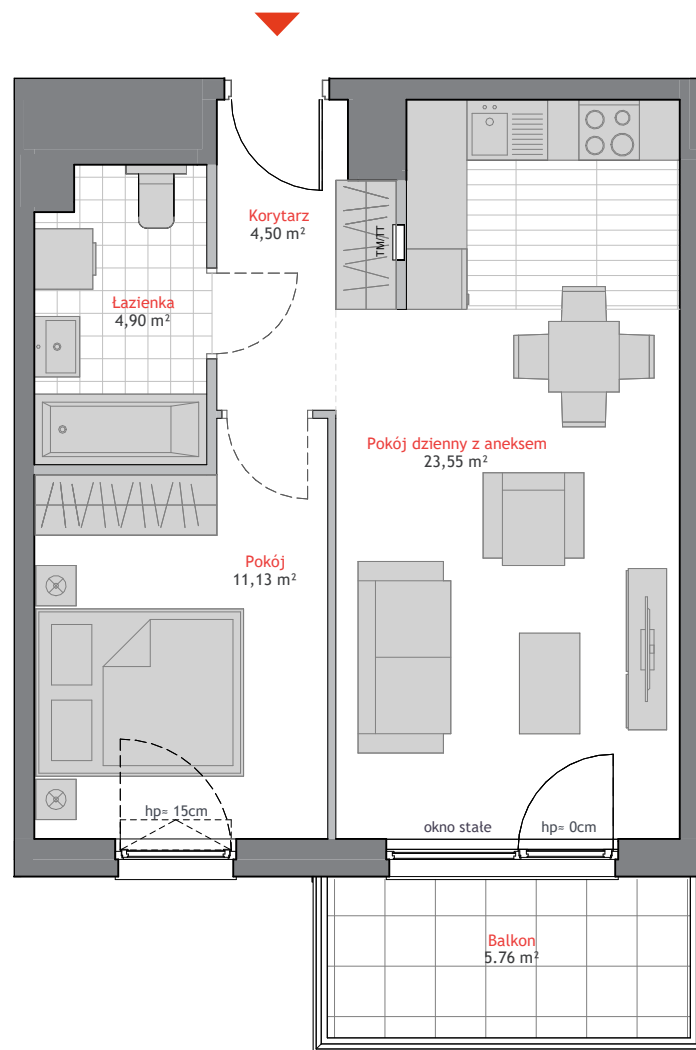 Korytarz
4,50 m²
TM/TT
Łazienka
4,90 m²
Pokój dzienny z aneksem
23,55 m²
Pokój
11,13 m²
hp= 15cm
okno stałe
hp= 0cm
Balkon
5.76 m²